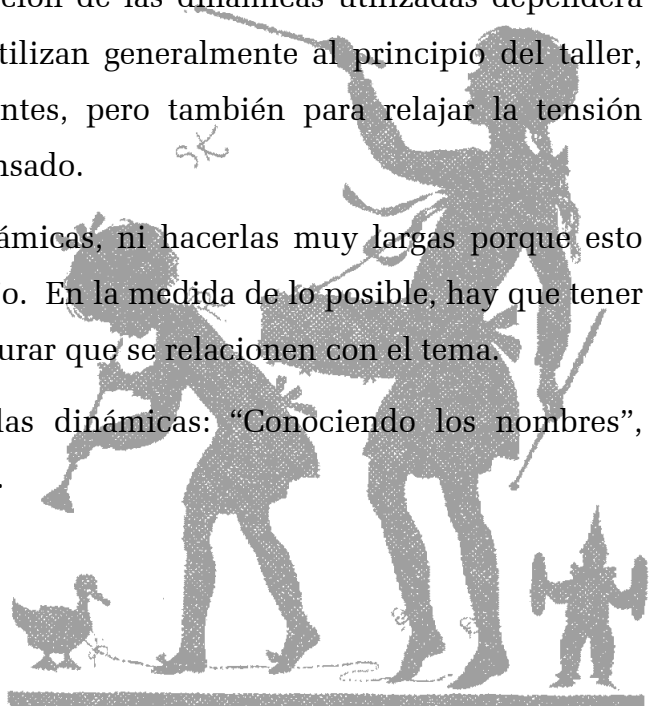 ción de las dinámicas utilizadas dependerá
tilizan generalmente al principio del taller,
ntes, pero también para relajar la tensión
nsado.
SK
ámicas, ni hacerlas muy largas porque esto
o. En la medida de lo posible, hay que tener
urar que se relacionen con el tema.
las dinámicas: “Conociendo los nombres”,
.